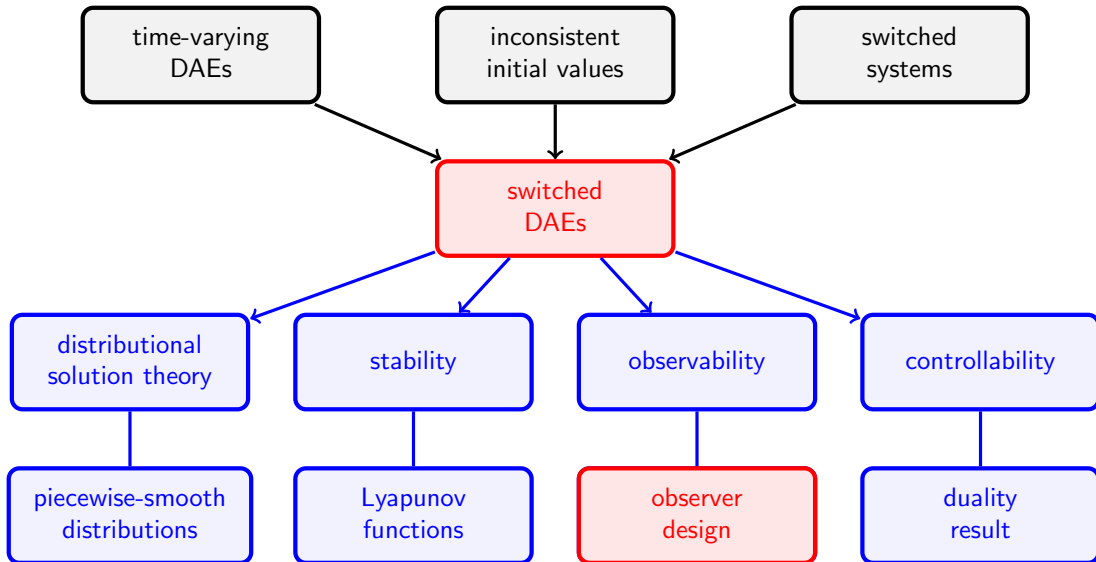 time-varying
DAEs
inconsistent
initial values
switched
systems
switched
DAEs
distributional
solution theory
stability
observability
controllability
piecewise-smooth
distributions
Lyapunov
functions
observer
design
duality
result